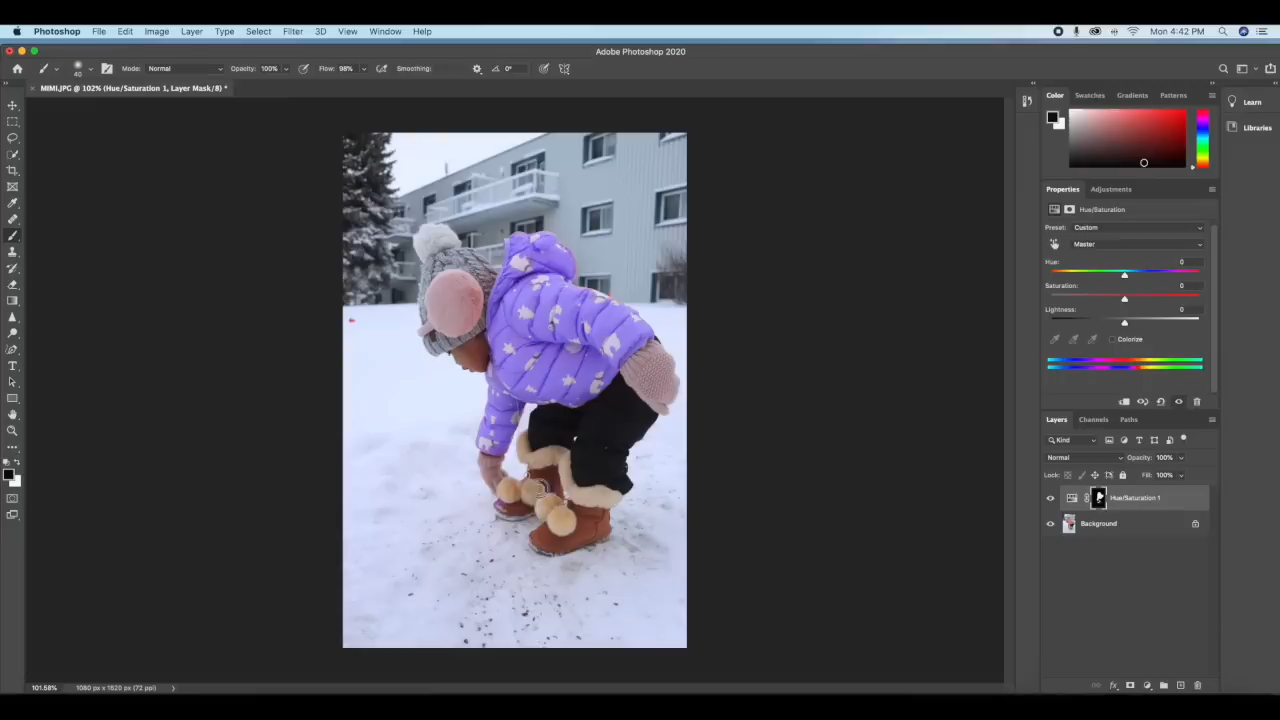 Photoshop File Edit Image Layer Type Select Filter 3D View Window Help Mon 4:42 PM
Adobe Photoshop 2020
40 Mode: Normal Opacity: 100% Flow: 98% Smoothing: 0°
MIMI.JPG @ 102% (Hue/Saturation 1, Layer Mask/8) *
Color Swatches Gradients Patterns
Learn
Libraries
Properties Adjustments
Hue/Saturation
Preset: Custom
Master
Hue: 0
Saturation: 0
Lightness: 0
Colorize
Layers Channels Paths
Kind
Normal Opacity: 100%
Lock: Fill: 100%
Hue/Saturation 1
Background
101.58% 1080 px x 1620 px (72 ppi)